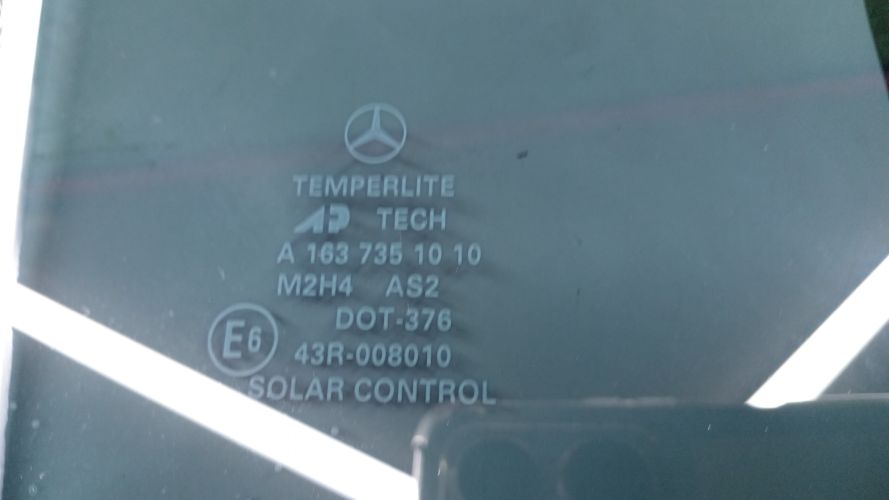 TEMPERLITE
AP TECH
A 163 735 10 10
M2H4 AS2
DOT-376
E6 43R-008010
SOLAR CONTROL